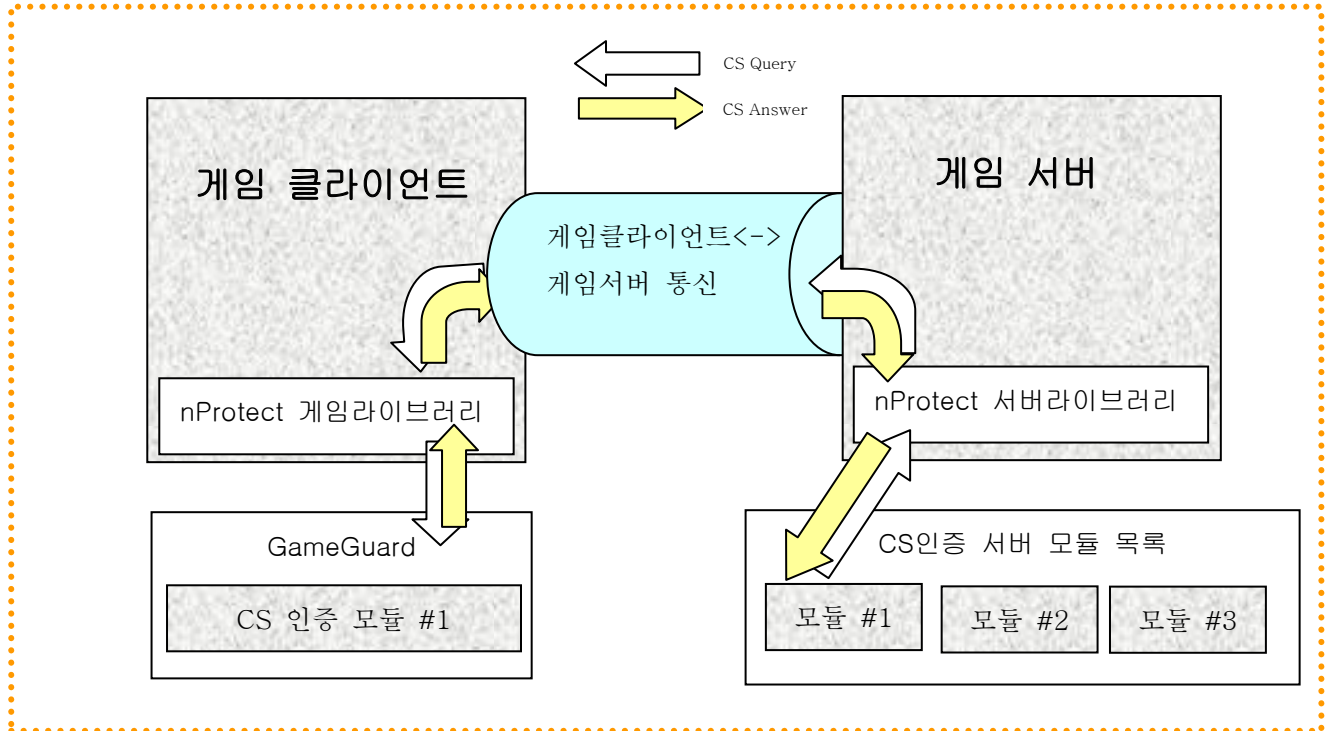 CS Query
CS Answer
게임 클라이언트
게임 서버
게임클라이언트<->
게임서버 통신
nProtect 게임라이브러리
nProtect 서버라이브러리
GameGuard
CS 인증 모듈 #1
CS인증 서버 모듈 목록
모듈 #1
모듈 #2
모듈 #3